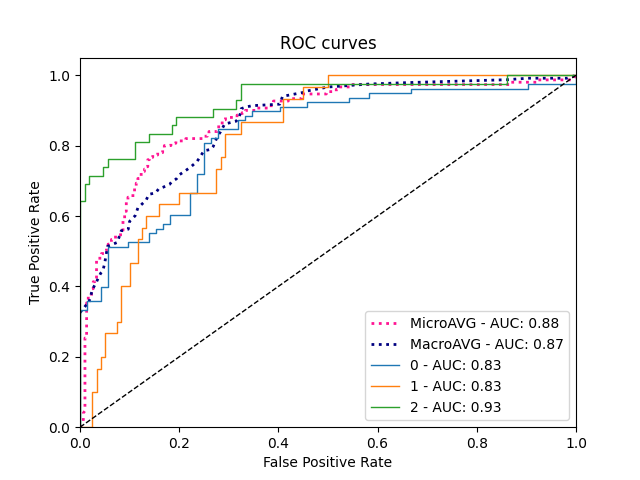 ROC curves
True Positive Rate
1.0
0.8
0.6
0.4
0.2
0.0
0.0 0.2 0.4 0.6 0.8 1.0
False Positive Rate
MicroAVG - AUC: 0.88
MacroAVG - AUC: 0.87
0 - AUC: 0.83
1 - AUC: 0.83
2 - AUC: 0.93